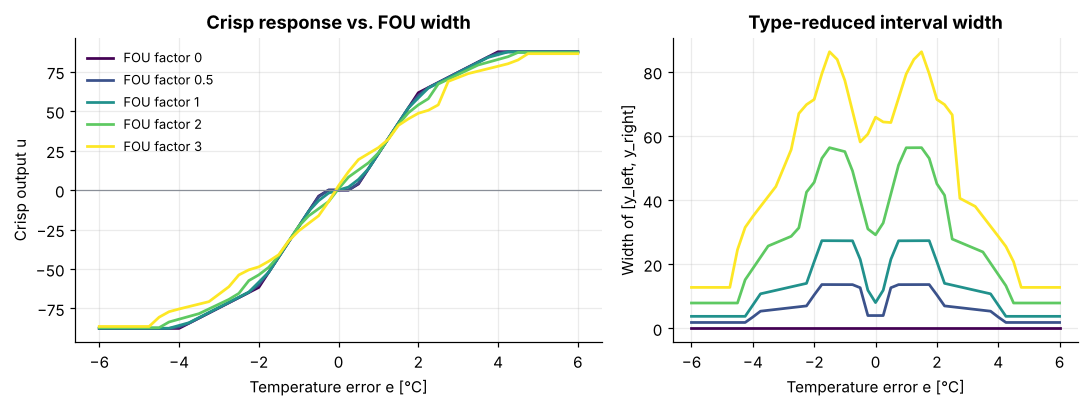 Crisp response vs. FOU width
Crisp output u
75
50
25
0
−25
−50
−75
FOU factor 0
FOU factor 0.5
FOU factor 1
FOU factor 2
FOU factor 3
−6 −4 −2 0 2 4 6
Temperature error e [°C]
Type-reduced interval width
Width of [y_left, y_right]
80
60
40
20
0
−6 −4 −2 0 2 4 6
Temperature error e [°C]